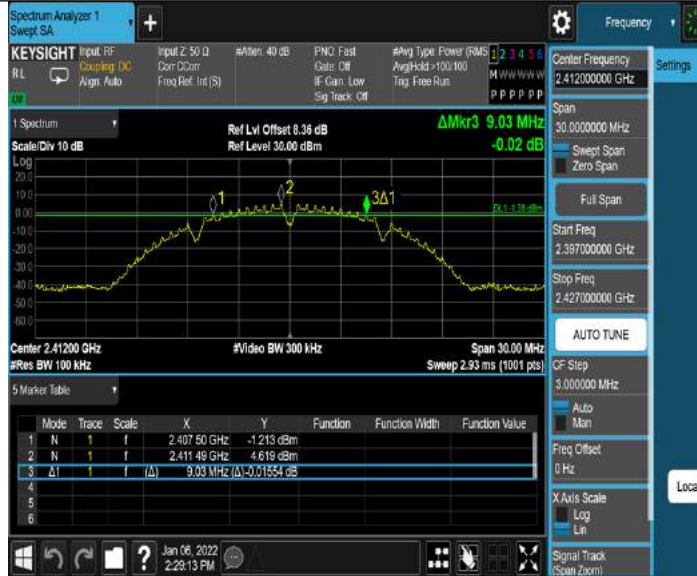 Spectrum Analyzer 1
Swept SA
+
Frequency
KEYSIGHT
RL
LXI
Input: RF
Coupling: DC
Align: Auto
Input Z: 50 Ω
Corr CCorr
Freq Ref: Int (S)
#Atten: 40 dB
PNO: Fast
Gate: Off
IF Gain: Low
Sig Track: Off
#Avg Type: Power (RMS
Avg|Hold:>100/100
Trig: Free Run
1 2 3 4 5 6
M W W W W W
P P P P P P
Center Frequency
2.412000000 GHz
Settings
1 Spectrum
Scale/Div 10 dB
Ref Lvl Offset 8.36 dB
Ref Level 30.00 dBm
ΔMkr3 9.03 MHz
-0.02 dB
Span
30.0000000 MHz
Swept Span
Zero Span
Log
20.0
10.0
0.00
-10.0
-20.0
-30.0
-40.0
-50.0
-60.0
1
2
3Δ1
DL1 -1.38 dBm
Full Span
Start Freq
2.397000000 GHz
Stop Freq
2.427000000 GHz
AUTO TUNE
Center 2.41200 GHz
#Res BW 100 kHz
#Video BW 300 kHz
Span 30.00 MHz
Sweep 2.93 ms (1001 pts)
CF Step
3.000000 MHz
Auto
Man
5 Marker Table
Mode Trace Scale X Y Function Function Width Function Value
1 N 1 f 2.407 50 GHz -1.213 dBm
2 N 1 f 2.411 49 GHz 4.619 dBm
3 Δ1 1 f (Δ) 9.03 MHz (Δ) -0.01554 dB
4
5
6
Freq Offset
0 Hz
Loca
X Axis Scale
Log
Lin
Signal Track
(Span Zoom)
?
Jan 06, 2022
2:29:13 PM